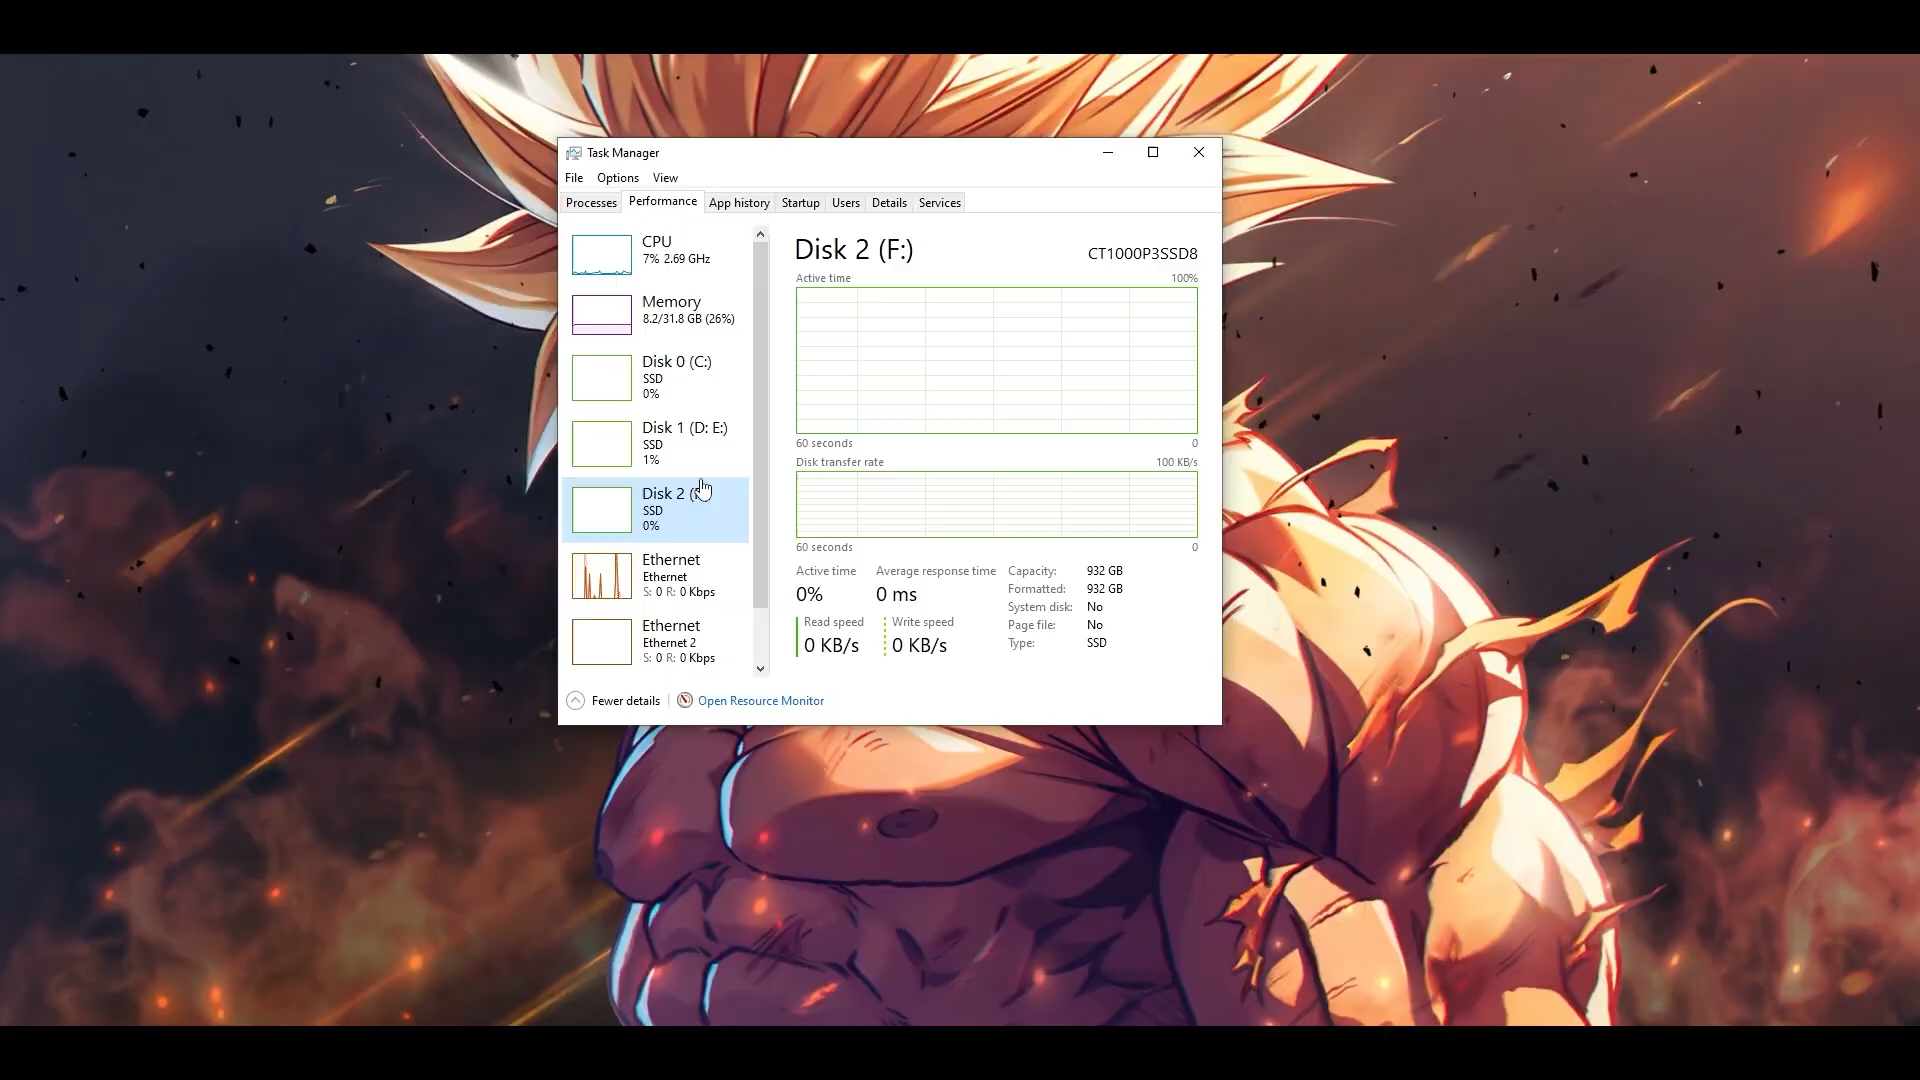 Task Manager
File Options View
Processes Performance App history Startup Users Details Services
CPU
7% 2.69 GHz
Memory
8.2/31.8 GB (26%)
Disk 0 (C:)
SSD
0%
Disk 1 (D: E:)
SSD
1%
Disk 2
SSD
0%
Ethernet
Ethernet
S: 0 R: 0 Kbps
Ethernet
Ethernet 2
S: 0 R: 0 Kbps
Disk 2 (F:) CT1000P3SSD8
Active time 100%
60 seconds 0
Disk transfer rate 100 KB/s
60 seconds 0
Active time Average response time
0% 0 ms
Read speed Write speed
0 KB/s 0 KB/s
Capacity: 932 GB
Formatted: 932 GB
System disk: No
Page file: No
Type: SSD
Fewer details Open Resource Monitor